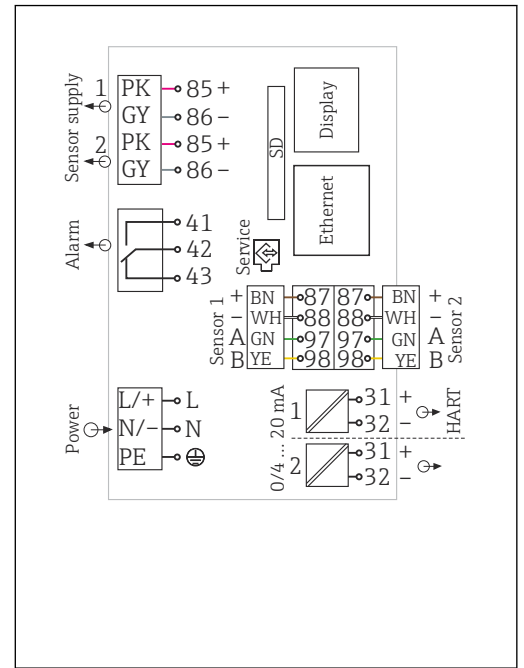 Sensor supply
1 PK 85 +
GY 86 –
2 PK 85 +
GY 86 –
Display
SD
Ethernet
Alarm
41
42
43
Service
Sensor 1
+ BN 87 87 BN +
– WH 88 88 WH –
A GN 97 97 GN A
B YE 98 98 YE B
Sensor 2
Power
L/+ L
N/– N
PE
0/4 ... 20 mA
1 31 +
32 –
HART
2 31 +
32 –